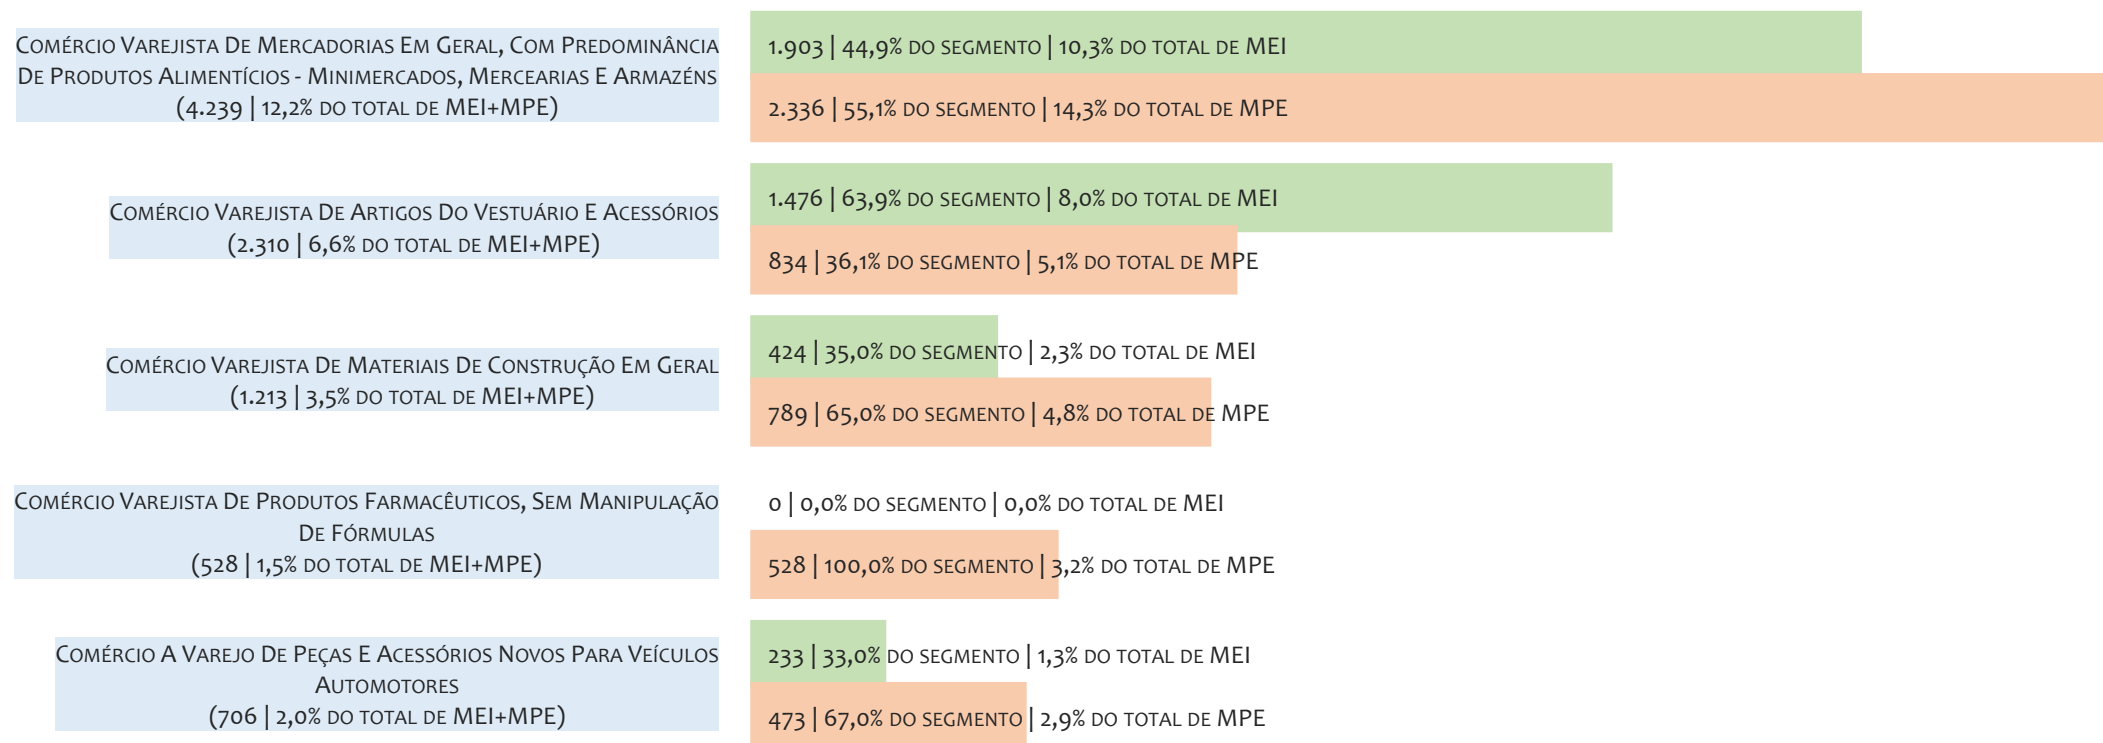 Comércio Varejista De Mercadorias Em Geral, Com Predominância
De Produtos Alimentícios - Minimercados, Mercearias E Armazéns
(4.239 | 12,2% do total de MEI+MPE)
1.903 | 44,9% do segmento | 10,3% do total de MEI
2.336 | 55,1% do segmento | 14,3% do total de MPE
Comércio Varejista De Artigos Do Vestuário E Acessórios
(2.310 | 6,6% do total de MEI+MPE)
1.476 | 63,9% do segmento | 8,0% do total de MEI
834 | 36,1% do segmento | 5,1% do total de MPE
Comércio Varejista De Materiais De Construção Em Geral
(1.213 | 3,5% do total de MEI+MPE)
424 | 35,0% do segmento | 2,3% do total de MEI
789 | 65,0% do segmento | 4,8% do total de MPE
Comércio Varejista De Produtos Farmacêuticos, Sem Manipulação
De Fórmulas
(528 | 1,5% do total de MEI+MPE)
0 | 0,0% do segmento | 0,0% do total de MEI
528 | 100,0% do segmento | 3,2% do total de MPE
Comércio A Varejo De Peças E Acessórios Novos Para Veículos
Automotores
(706 | 2,0% do total de MEI+MPE)
233 | 33,0% do segmento | 1,3% do total de MEI
473 | 67,0% do segmento | 2,9% do total de MPE